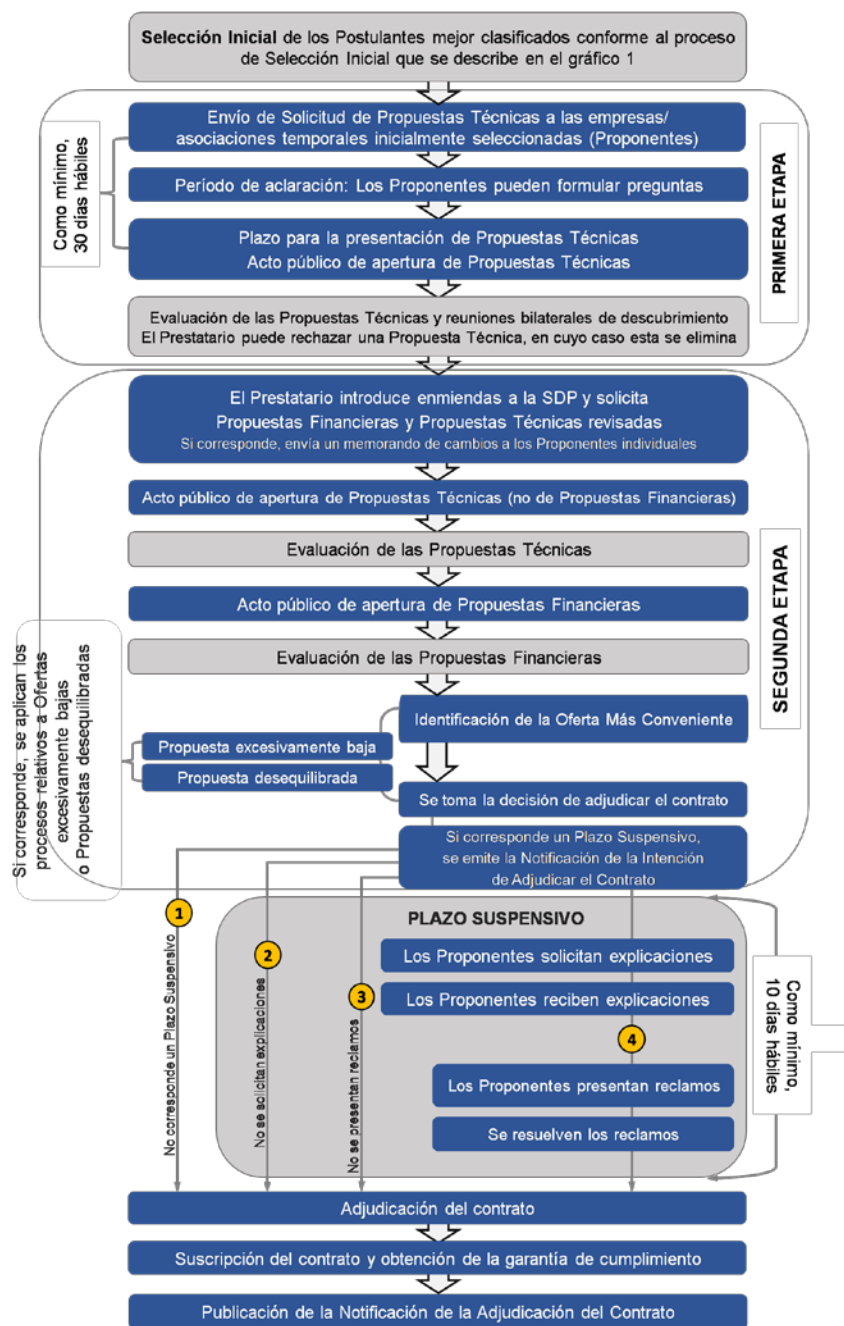 Selección Inicial de los Postulantes mejor clasificados conforme al proceso
de Selección Inicial que se describe en el gráfico 1
Envío de Solicitud de Propuestas Técnicas a las empresas/
asociaciones temporales inicialmente seleccionadas (Proponentes)
Período de aclaración: Los Proponentes pueden formular preguntas
Plazo para la presentación de Propuestas Técnicas
Acto público de apertura de Propuestas Técnicas
Como mínimo,
30 días hábiles
PRIMERA ETAPA
Evaluación de las Propuestas Técnicas y reuniones bilaterales de descubrimiento
El Prestatario puede rechazar una Propuesta Técnica, en cuyo caso esta se elimina
El Prestatario introduce enmiendas a la SDP y solicita
Propuestas Financieras y Propuestas Técnicas revisadas
Si corresponde, envía un memorando de cambios a los Proponentes individuales
Acto público de apertura de Propuestas Técnicas (no de Propuestas Financieras)
Evaluación de las Propuestas Técnicas
Acto público de apertura de Propuestas Financieras
Evaluación de las Propuestas Financieras
SEGUNDA ETAPA
Si corresponde, se aplican los
procesos relativos a Ofertas
excesivamente bajas
o Propuestas desequilibradas
Identificación de la Oferta Más Conveniente
Propuesta excesivamente baja
Propuesta desequilibrada
Se toma la decisión de adjudicar el contrato
Si corresponde un Plazo Suspensivo,
se emite la Notificación de la Intención
de Adjudicar el Contrato
1
No corresponde un Plazo Suspensivo
2
No se solicitan explicaciones
3
No se presentan reclamos
PLAZO SUSPENSIVO
Los Proponentes solicitan explicaciones
Los Proponentes reciben explicaciones
4
Los Proponentes presentan reclamos
Se resuelven los reclamos
Como mínimo,
10 días hábiles
Adjudicación del contrato
Suscripción del contrato y obtención de la garantía de cumplimiento
Publicación de la Notificación de la Adjudicación del Contrato